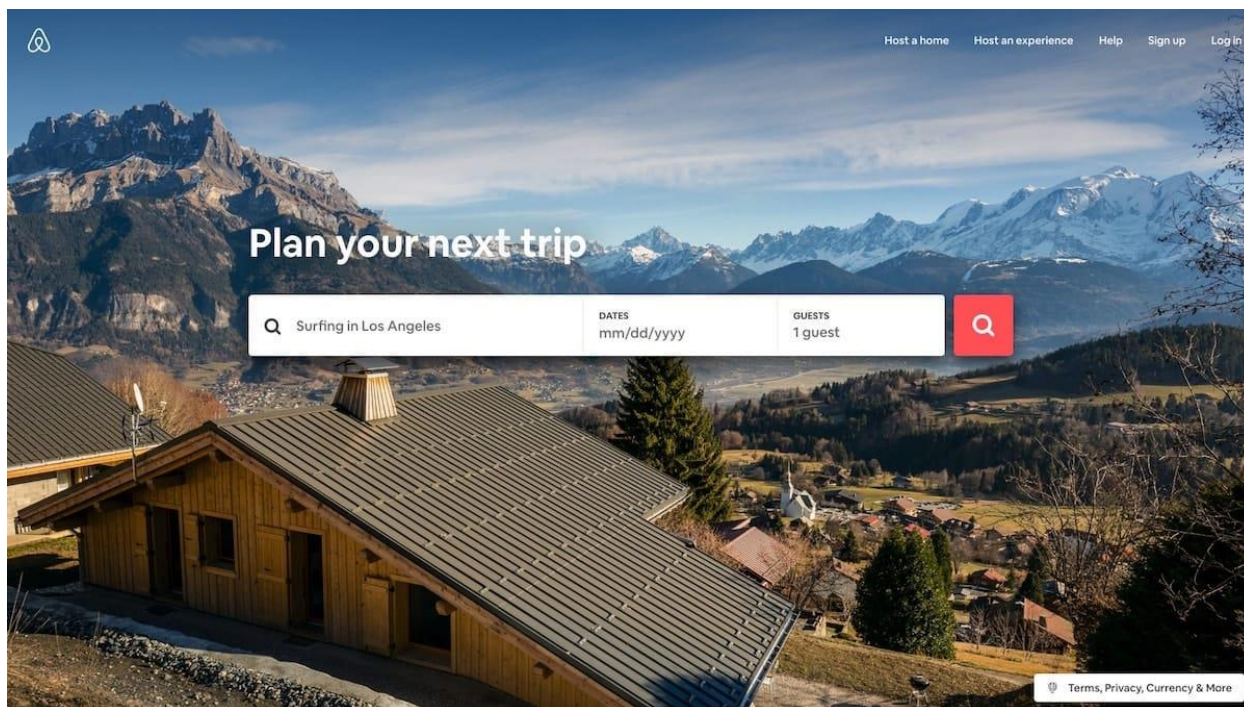 Host a home
Host an experience
Help
Sign up
Log in
Plan your next trip
Surfing in Los Angeles
DATES
mm/dd/yyyy
GUESTS
1 guest
Terms, Privacy, Currency & More